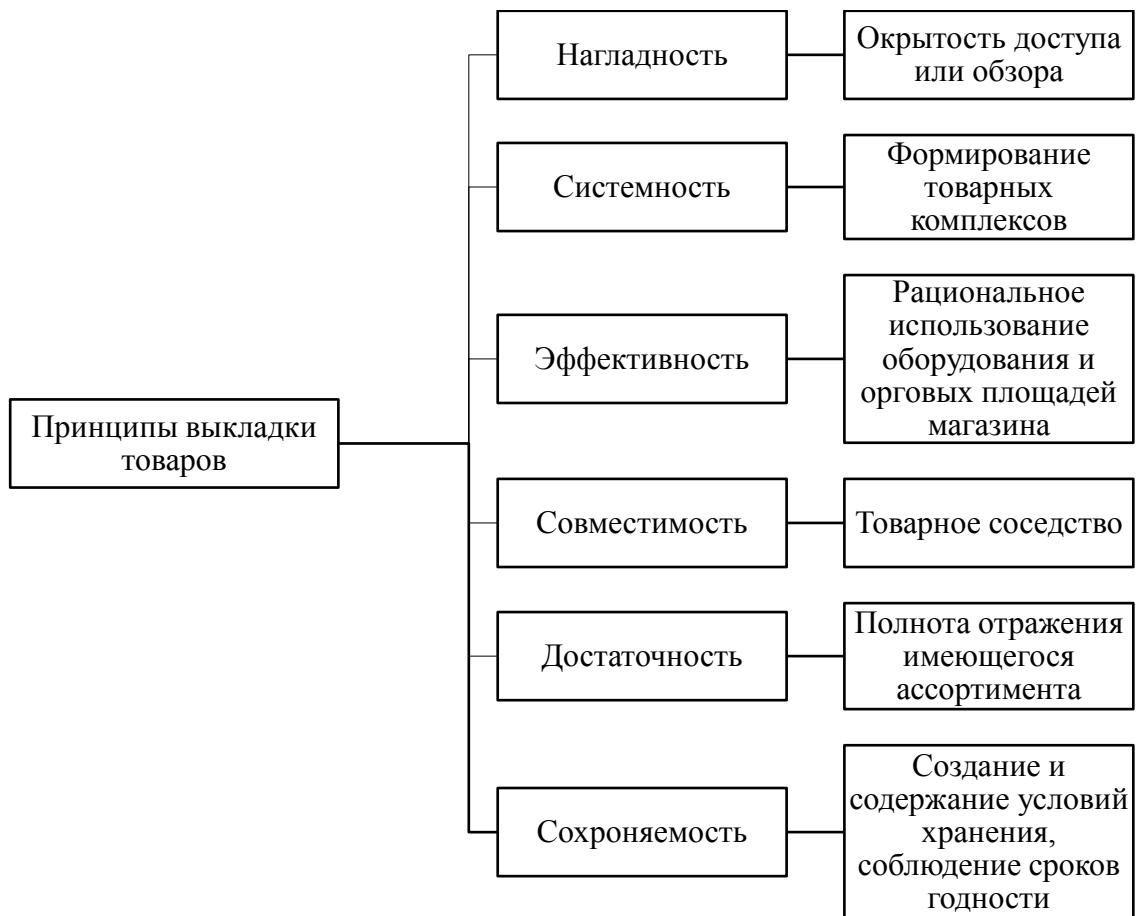 Принципы выкладки
товаров
Нагладность
Окрытость доступа
или обзора
Системность
Формирование
товарных
комплексов
Эффективность
Рациональное
использование
оборудования и
орговых площадей
магазина
Совместимость
Товарное соседство
Достаточность
Полнота отражения
имеющегося
ассортимента
Сохроняемость
Создание и
содержание условий
хранения,
соблюдение сроков
годности